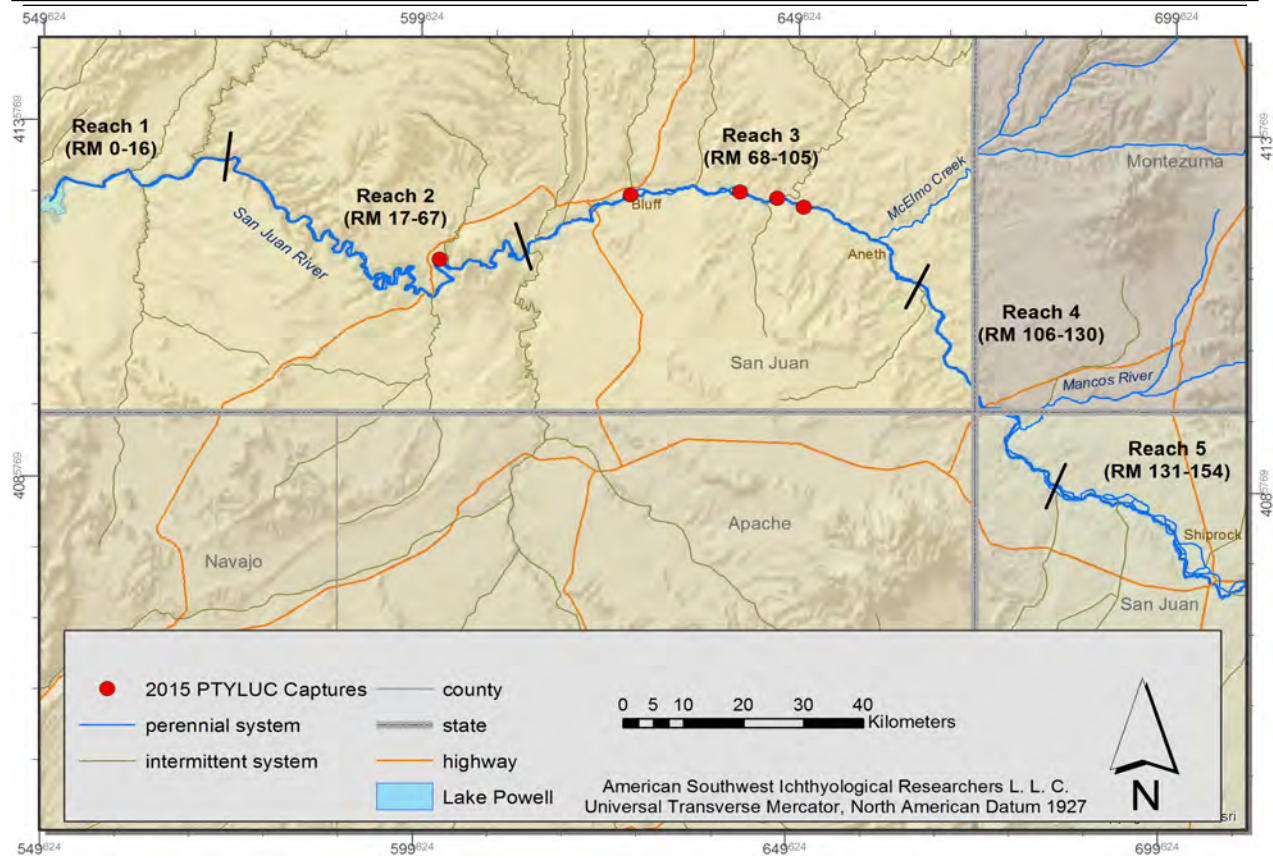 549624 599624 649624 699624
4135769
4135769
Reach 1
(RM 0-16)
Reach 2
(RM 17-67)
Reach 3
(RM 68-105)
Montezuma
McElmo Creek
San Juan River
Bluff
Aneth
Reach 4
(RM 106-130)
San Juan
Mancos River
Reach 5
(RM 131-154)
4085769
4085769
Apache
Navajo
Shiprock
San Juan
2015 PTYLUC Captures
perennial system
intermittent system
county
state
highway
Lake Powell
0 5 10 20 30 40
Kilometers
American Southwest Ichthyological Researchers L. L. C.
Universal Transverse Mercator, North American Datum 1927
N
sri
549624 599624 649624 699624